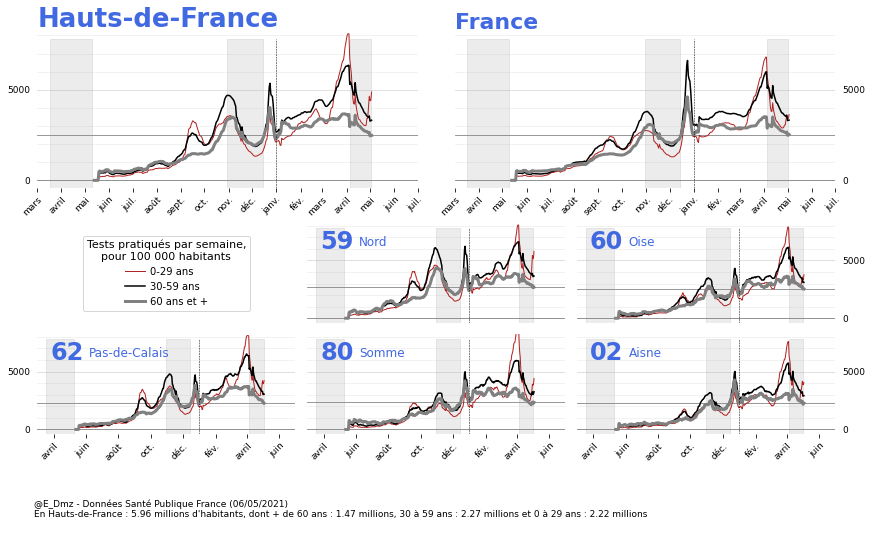 Hauts-de-France
France
5000
0
5000
0
mars avril mai juin juil. août sept. oct. nov. déc. janv. fév. mars avril mai juin juil.
mars avril mai juin juil. août sept. oct. nov. déc. janv. fév. mars avril mai juin juil.
Tests pratiqués par semaine,
pour 100 000 habitants
0-29 ans
30-59 ans
60 ans et +
59 Nord
60 Oise
5000
0
62 Pas-de-Calais
80 Somme
02 Aisne
5000
0
5000
0
avril juin août oct. déc. fév. avril juin
avril juin août oct. déc. fév. avril juin
avril juin août oct. déc. fév. avril juin
@E_Dmz - Données Santé Publique France (06/05/2021)
En Hauts-de-France : 5.96 millions d'habitants, dont + de 60 ans : 1.47 millions, 30 à 59 ans : 2.27 millions et 0 à 29 ans : 2.22 millions